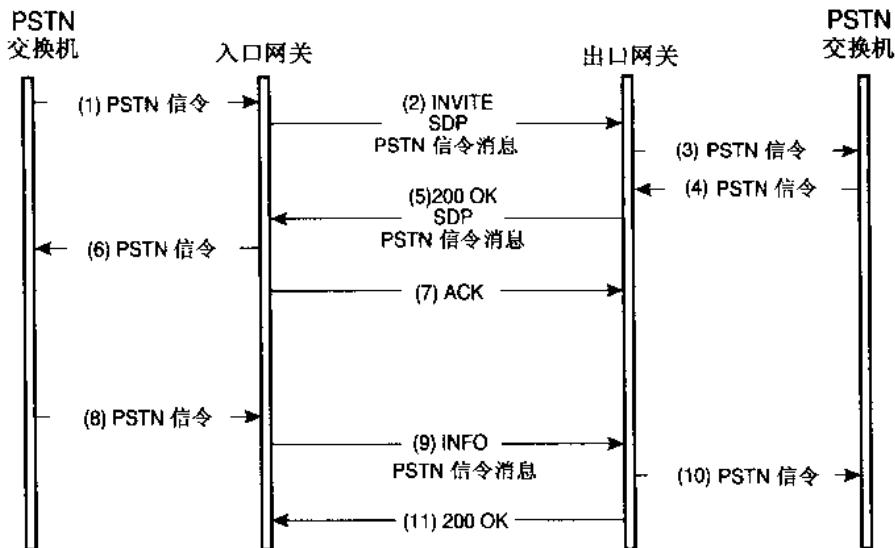 PSTN
交换机
入口网关
出口网关
PSTN
交换机
(1) PSTN 信令
(2) INVITE
SDP
PSTN 信令消息
(3) PSTN 信令
(4) PSTN 信令
(5)200 OK
SDP
PSTN 信令消息
(6) PSTN 信令
(7) ACK
(8) PSTN 信令
(9) INFO
PSTN 信令消息
(10) PSTN 信令
(11) 200 OK